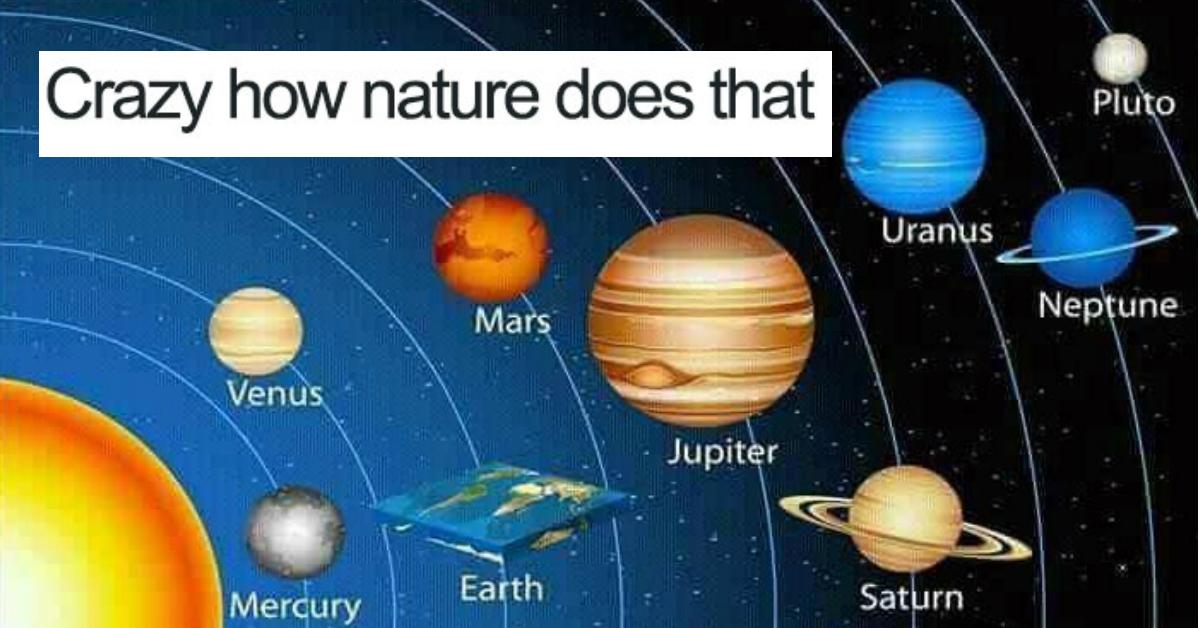 Crazy how nature does that
Pluto
Uranus
Neptune
Mars
Venus
Jupiter
Earth
Saturn
Mercury